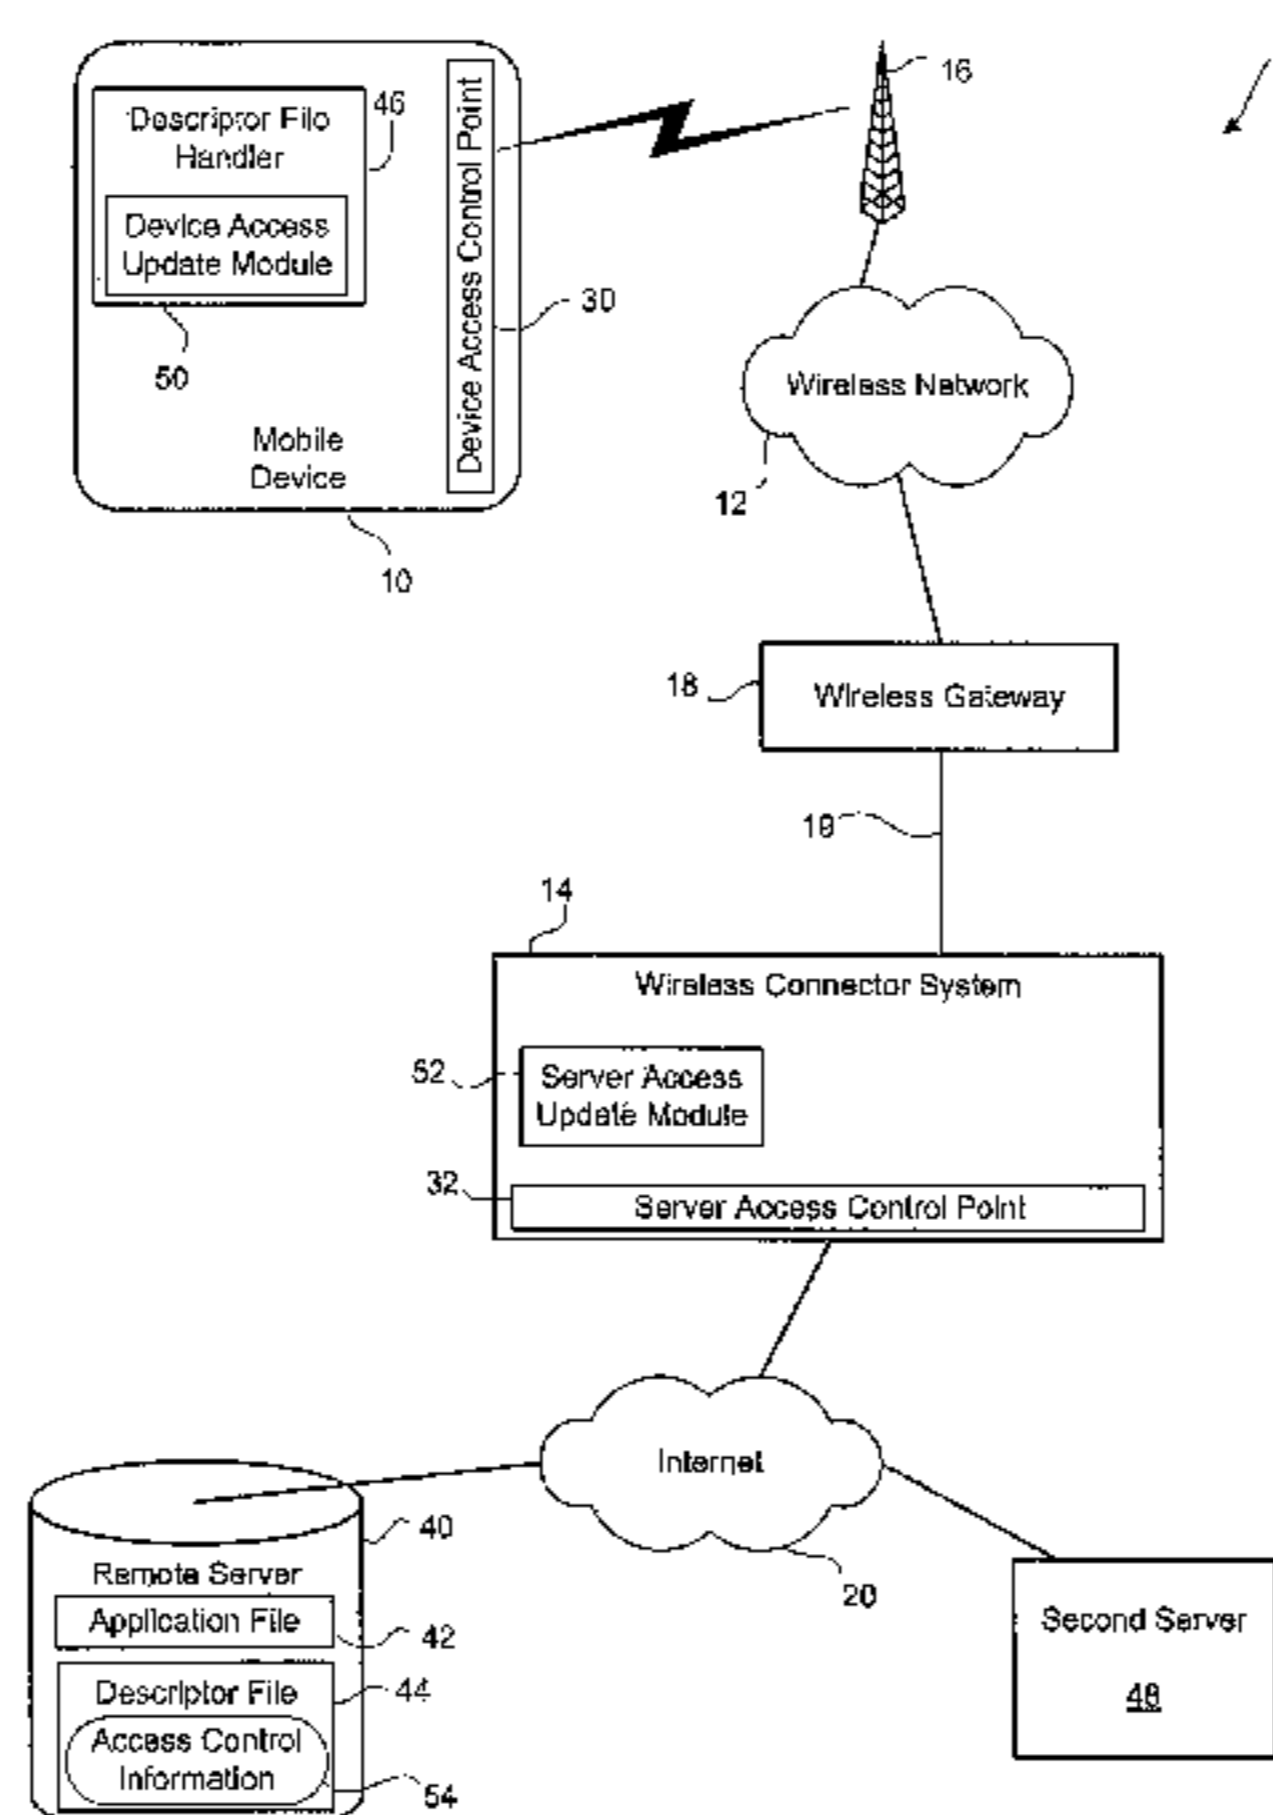 Descriptor File
Handler
46
Device Access
Update Module
50
Device Access Control Point
30
Mobile
Device
10
16
Wireless Network
12
18
Wireless Gateway
19
14
Wireless Connector System
52
Server Access
Update Module
32
Server Access Control Point
Internet
20
40
Remote Server
Application File
42
Descriptor File
44
Access Control
Information
54
Second Server
48